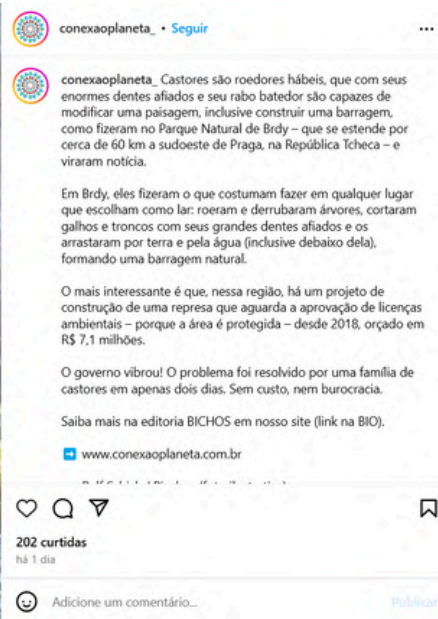 conexaoplaneta_ • Seguir
conexaoplaneta_ Castores são roedores hábeis, que com seus
enormes dentes afiados e seu rabo batedor são capazes de
modificar uma paisagem, inclusive construir uma barragem,
como fizeram no Parque Natural de Brdy – que se estende por
cerca de 60 km a sudoeste de Praga, na República Tcheca – e
viraram notícia.
Em Brdy, eles fizeram o que costumam fazer em qualquer lugar
que escolham como lar: roeram e derrubaram árvores, cortaram
galhos e troncos com seus grandes dentes afiados e os
arrastaram por terra e pela água (inclusive debaixo dela),
formando uma barragem natural.
O mais interessante é que, nessa região, há um projeto de
construção de uma represa que aguarda a aprovação de licenças
ambientais – porque a área é protegida – desde 2018, orçado em
R$ 7,1 milhões.
O governo vibrou! O problema foi resolvido por uma família de
castores em apenas dois dias. Sem custo, nem burocracia.
Saiba mais na editoria BICHOS em nosso site (link na BIO).
➡️ www.conexaoplaneta.com.br
202 curtidas
há 1 dia
Adicione um comentário... Publicar